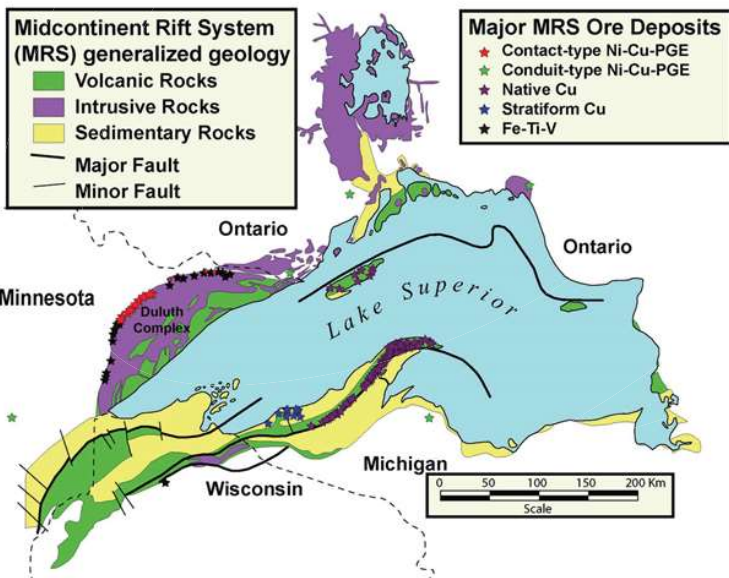 Midcontinent Rift System
(MRS) generalized geology
Volcanic Rocks
Intrusive Rocks
Sedimentary Rocks
Major Fault
Minor Fault
Major MRS Ore Deposits
Contact-type Ni-Cu-PGE
Conduit-type Ni-Cu-PGE
Native Cu
Stratiform Cu
Fe-Ti-V
Ontario
Ontario
Minnesota
Duluth
Complex
Lake Superior
Michigan
Wisconsin
0 50 100 150 200 Km
Scale